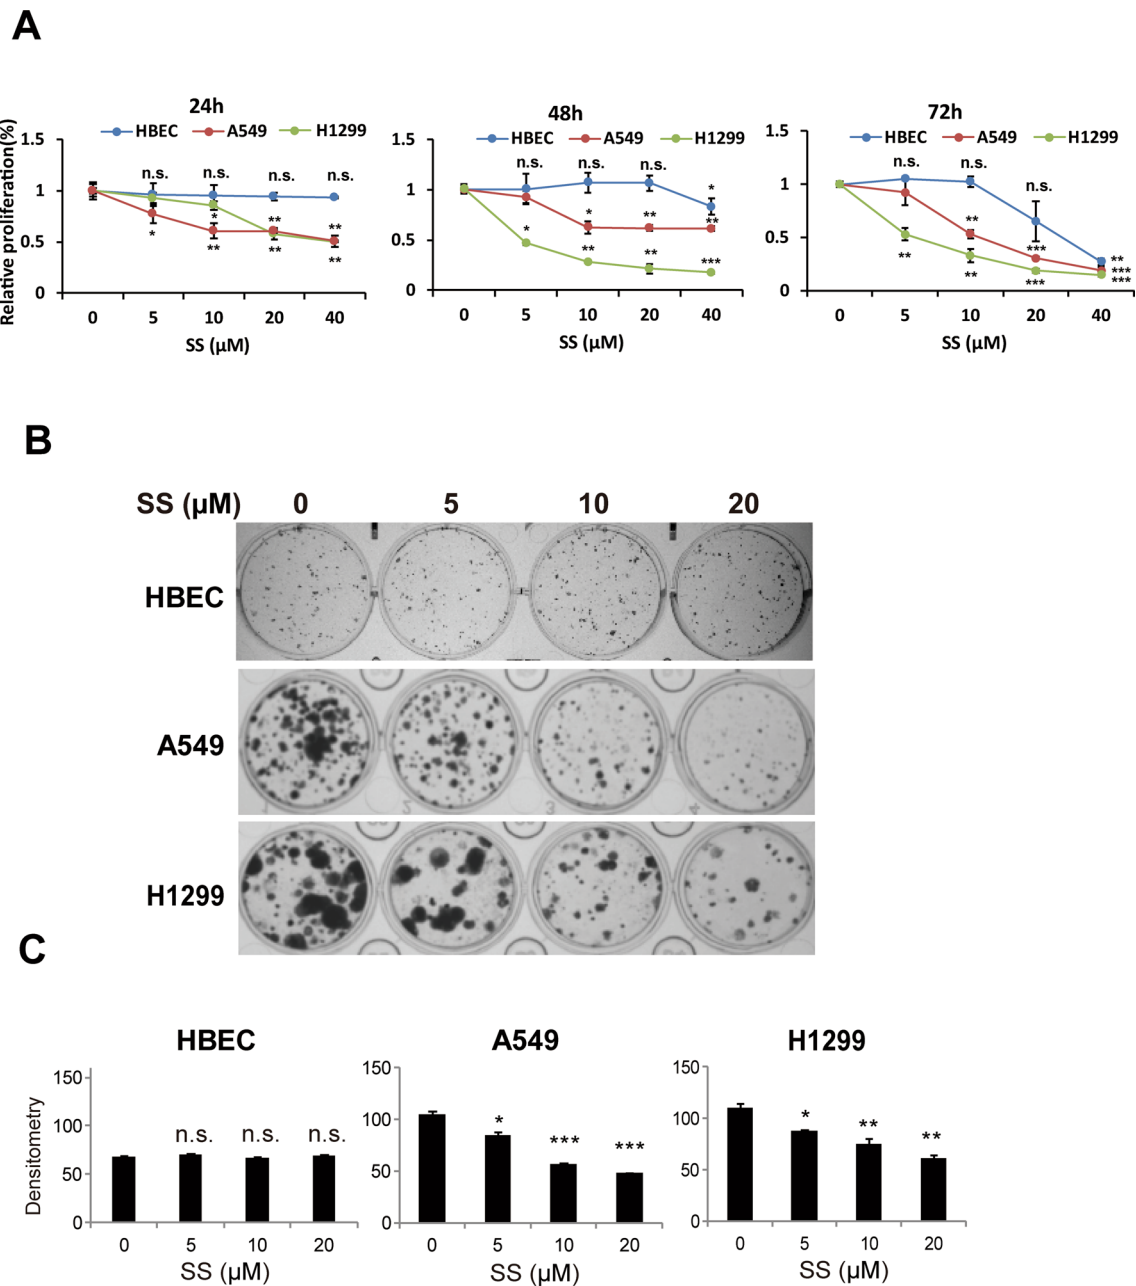 A
24h
HBEC A549 H1299
Relative proliferation(%)
1.5
1
0.5
0
n.s. n.s. n.s. n.s.
* ** **
* ** ** **
0 5 10 20 40
SS (µM)
48h
HBEC A549 H1299
1.5
1
0.5
0
n.s. n.s. n.s. *
* ** **
* ** ** ***
0 5 10 20 40
SS (µM)
72h
HBEC A549 H1299
1.5
1
0.5
0
n.s. n.s. n.s. **
** *** ***
** ** *** ***
0 5 10 20 40
SS (µM)
B
SS (µM) 0 5 10 20
HBEC
A549
H1299
C
HBEC
Densitometry
150
100
50
0
n.s. n.s. n.s.
0 5 10 20
SS (µM)
A549
150
100
50
0
* *** ***
0 5 10 20
SS (µM)
H1299
150
100
50
0
* ** **
0 5 10 20
SS (µM)